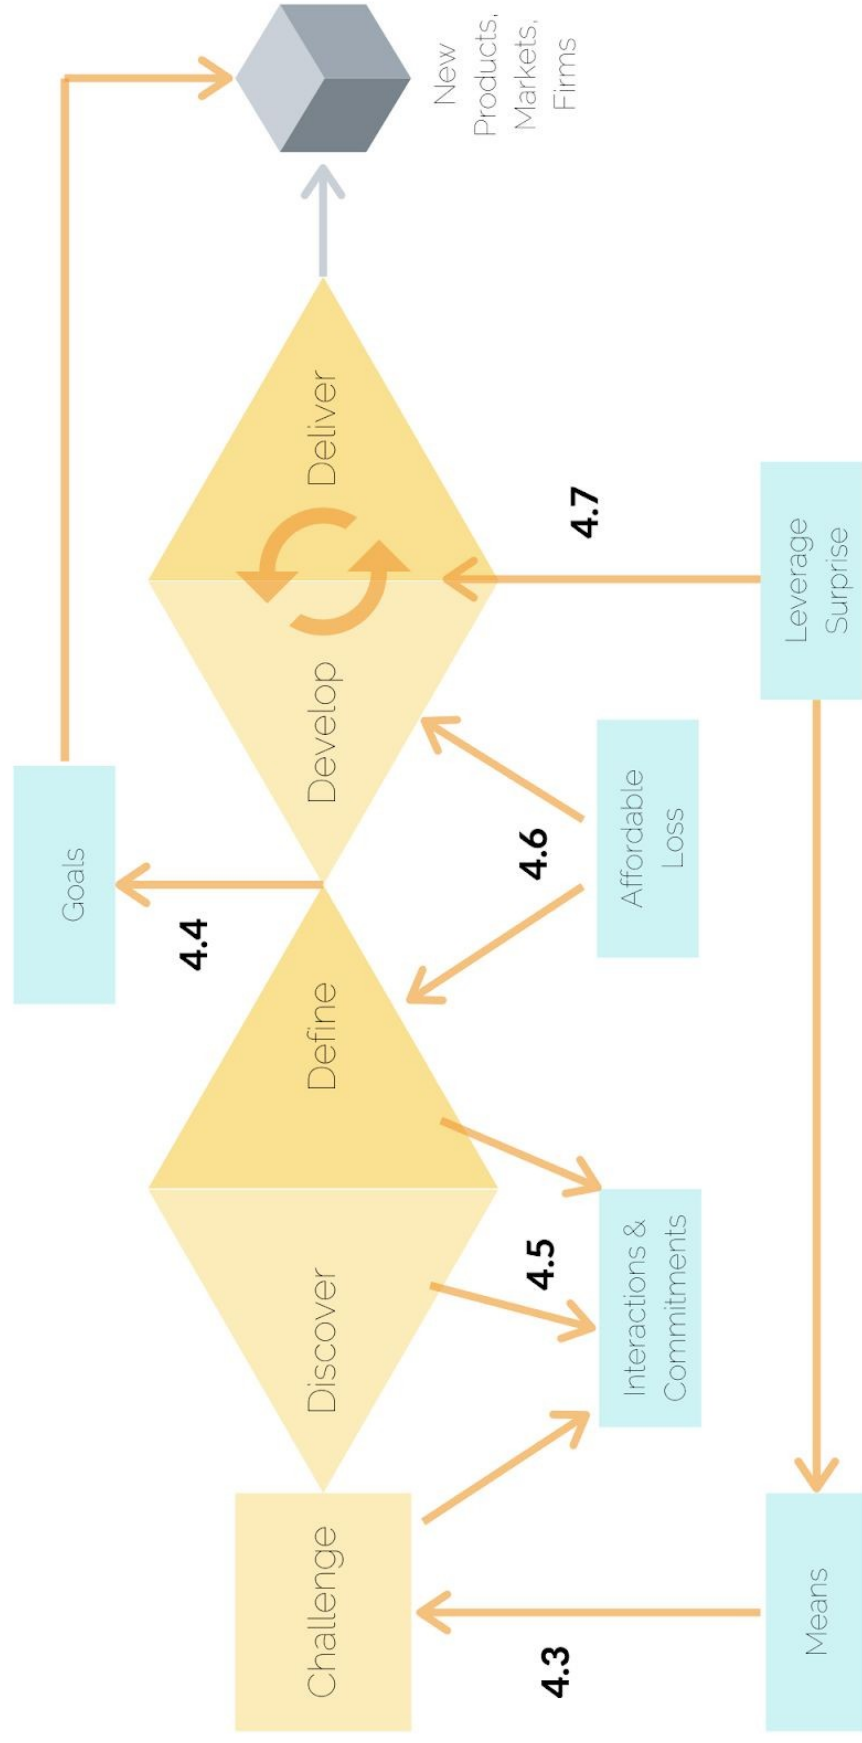 Goals
4.4
Challenge
Discover
Define
Develop
Deliver
New
Products,
Markets,
Firms
4.3
4.5
4.6
4.7
Interactions &
Commitments
Affordable
Loss
Means
Leverage
Surprise